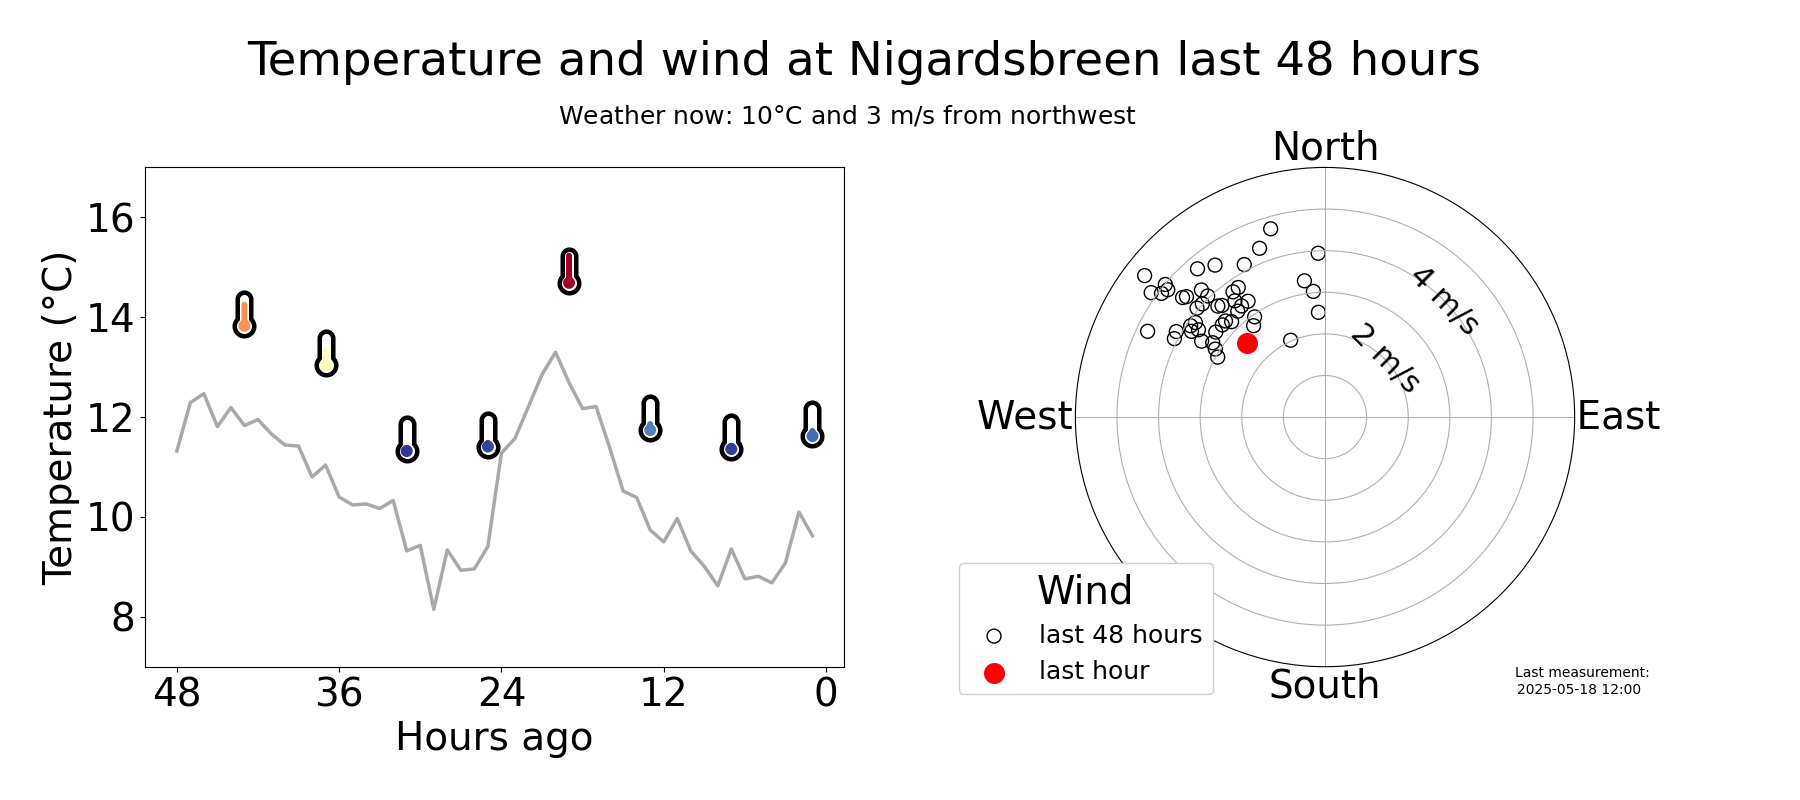 Temperature and wind at Nigardsbreen last 48 hours
Weather now: 10°C and 3 m/s from northwest
Temperature (°C)
16
14
12
10
8
48 36 24 12 0
Hours ago
North
West
East
South
4 m/s
2 m/s
Wind
last 48 hours
last hour
Last measurement:
2025-05-18 12:00